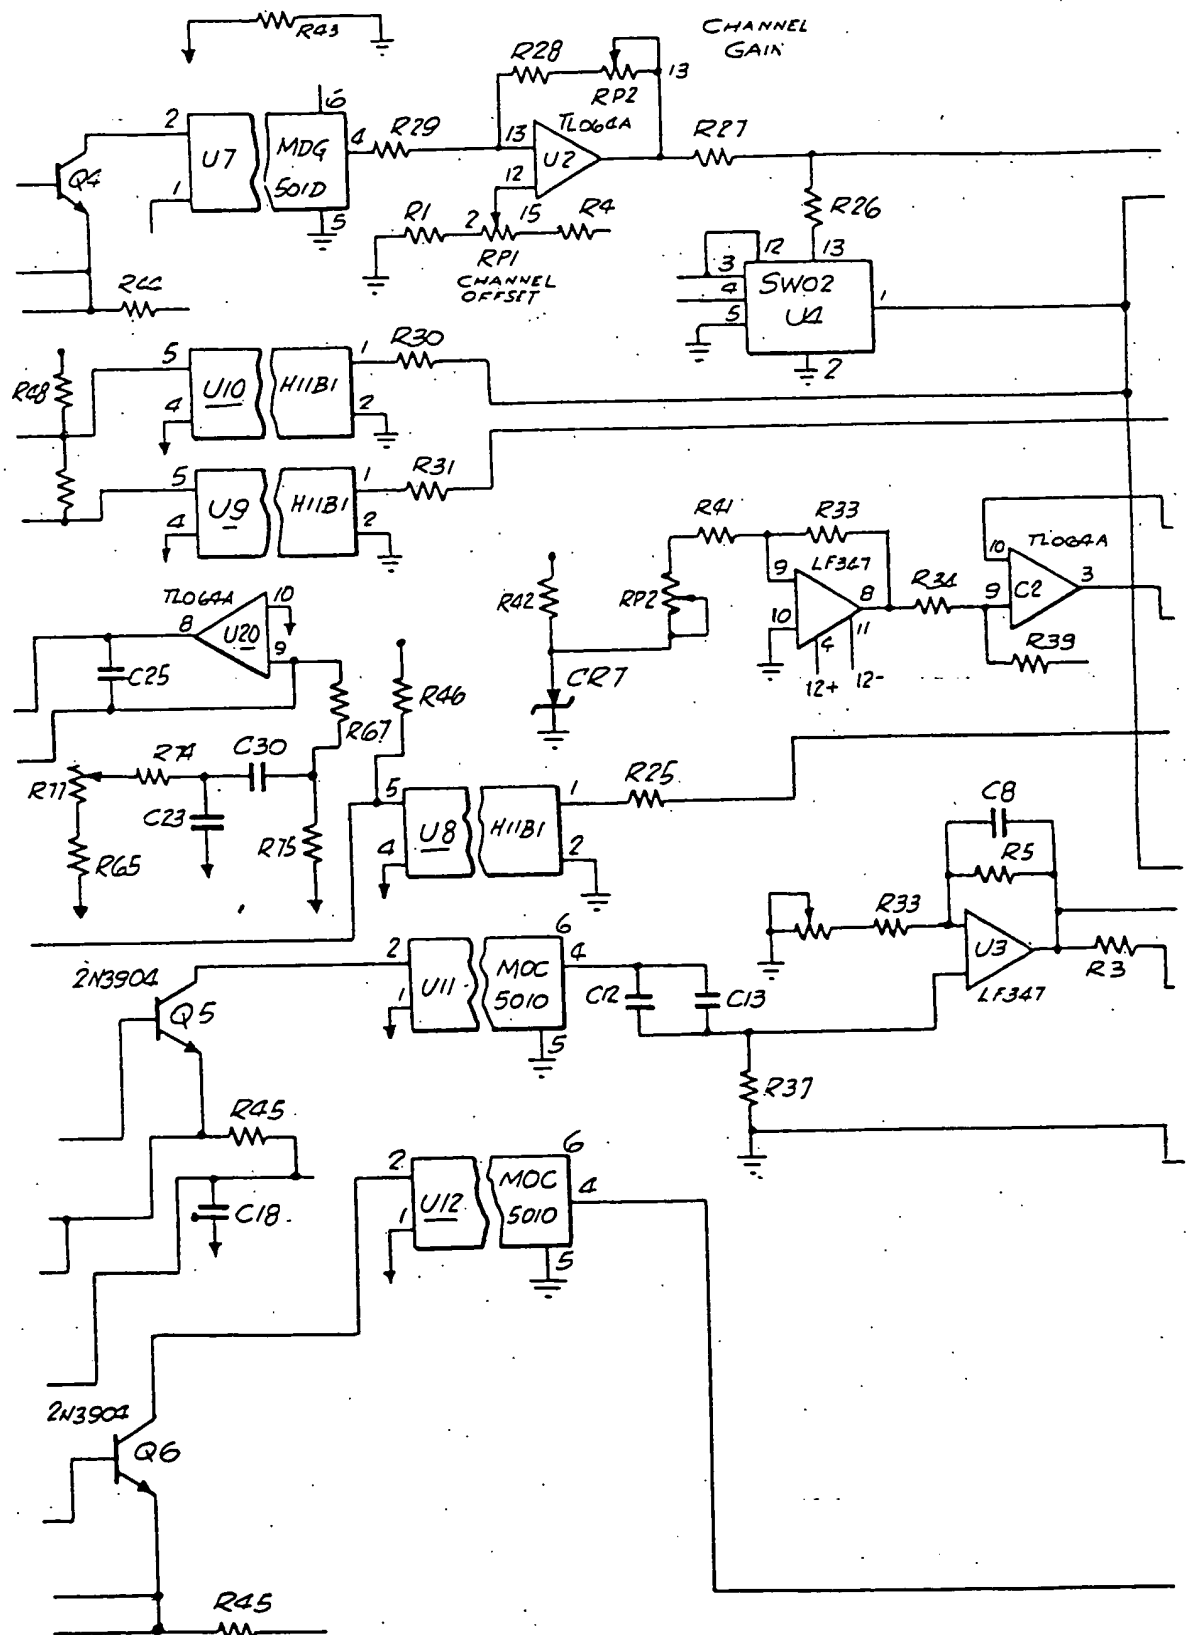 R43
CHANNEL
GAIN
R28
RP2
13
6
2
U7
MDG
501D
4
R29
13
TL064A
U2
12
R27
Q4
1
5
R1
2
15
R4
RP1
CHANNEL
OFFSET
R26
12
13
3
4
5
SW02
U4
1
2
R44
R48
5
U10
H11B1
1
R30
4
2
5
U9
H11B1
1
R31
4
2
R41
R33
9
LF347
8
10
4
11
12+
12-
R34
TL064A
10
9
C2
3
R39
R42
RP2
CR7
TL064A
8
U20
10
9
C25
R67
R46
R74
C30
R77
C23
R65
R75
5
U8
H11B1
1
R25
4
2
C8
R5
R33
U3
LF347
R3
2N3904
Q5
2
U11
MOC
5010
6
4
1
5
C12
C13
R37
R45
C18
2
U12
MOC
5010
6
4
1
5
2N3904
Q6
R45